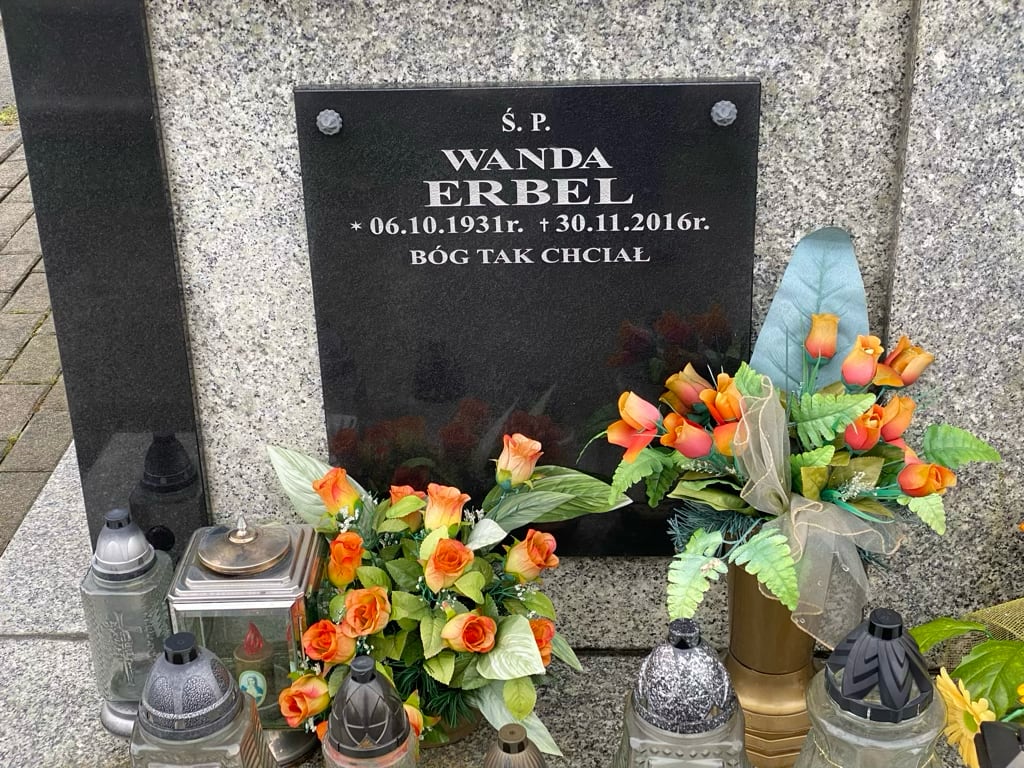 Ś. P.
WANDA
ERBEL
* 06.10.1931r. † 30.11.2016r.
BÓG TAK CHCIAŁ